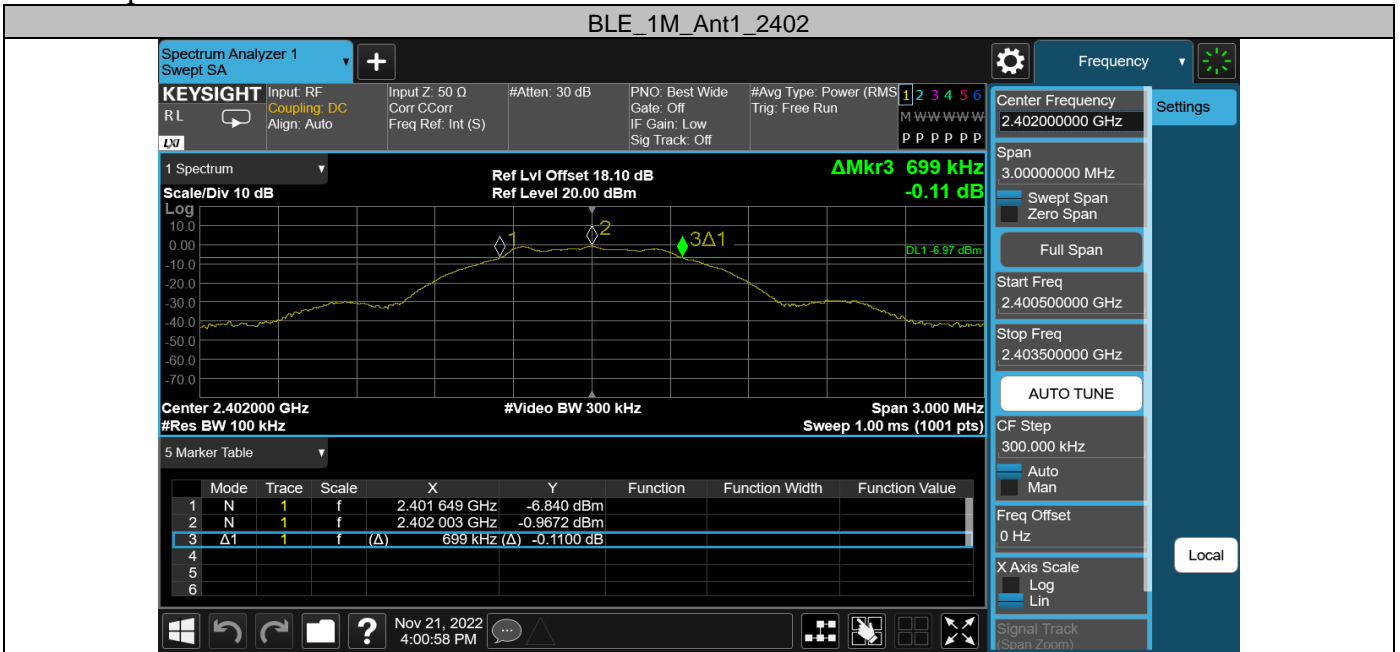 BLE_1M_Ant1_2402
Spectrum Analyzer 1
Swept SA
Frequency
KEYSIGHT Input: RF Input Z: 50 Ω #Atten: 30 dB PNO: Best Wide #Avg Type: Power (RMS 1 2 3 4 5 6
RL Coupling: DC Corr CCorr Gate: Off Trig: Free Run M W W W W W
Align: Auto Freq Ref: Int (S) IF Gain: Low
LXI Sig Track: Off P P P P P P
1 Spectrum
Ref Lvl Offset 18.10 dB
ΔMkr3 699 kHz
Scale/Div 10 dB Ref Level 20.00 dBm -0.11 dB
Log
10.0
0.00
-10.0
-20.0
-30.0
-40.0
-50.0
-60.0
-70.0
1
2
3Δ1
DL1 -6.97 dBm
Center 2.402000 GHz #Video BW 300 kHz Span 3.000 MHz
#Res BW 100 kHz Sweep 1.00 ms (1001 pts)
5 Marker Table
Mode Trace Scale X Y Function Function Width Function Value
1 N 1 f 2.401 649 GHz -6.840 dBm
2 N 1 f 2.402 003 GHz -0.9672 dBm
3 Δ1 1 f (Δ) 699 kHz (Δ) -0.1100 dB
4
5
6
Nov 21, 2022
4:00:58 PM
?
Center Frequency
2.402000000 GHz
Settings
Span
3.00000000 MHz
Swept Span
Zero Span
Full Span
Start Freq
2.400500000 GHz
Stop Freq
2.403500000 GHz
AUTO TUNE
CF Step
300.000 kHz
Auto
Man
Freq Offset
0 Hz
Local
X Axis Scale
Log
Lin
Signal Track
(Span Zoom)